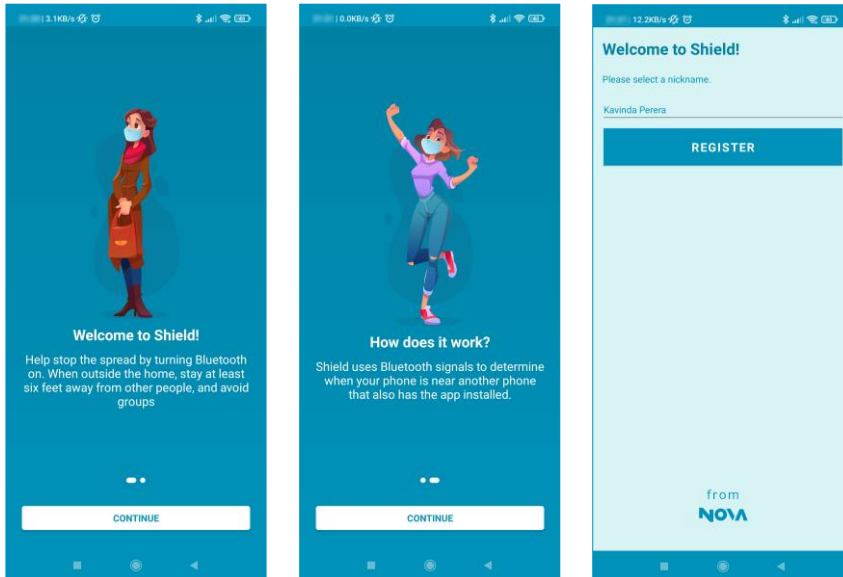 3.1KB/s
Welcome to Shield!
Help stop the spread by turning Bluetooth
on. When outside the home, stay at least
six feet away from other people, and avoid
groups
CONTINUE
0.0KB/s
How does it work?
Shield uses Bluetooth signals to determine
when your phone is near another phone
that also has the app installed.
CONTINUE
12.2KB/s
Welcome to Shield!
Please select a nickname.
Kavinda Perera
REGISTER
from
NOVA